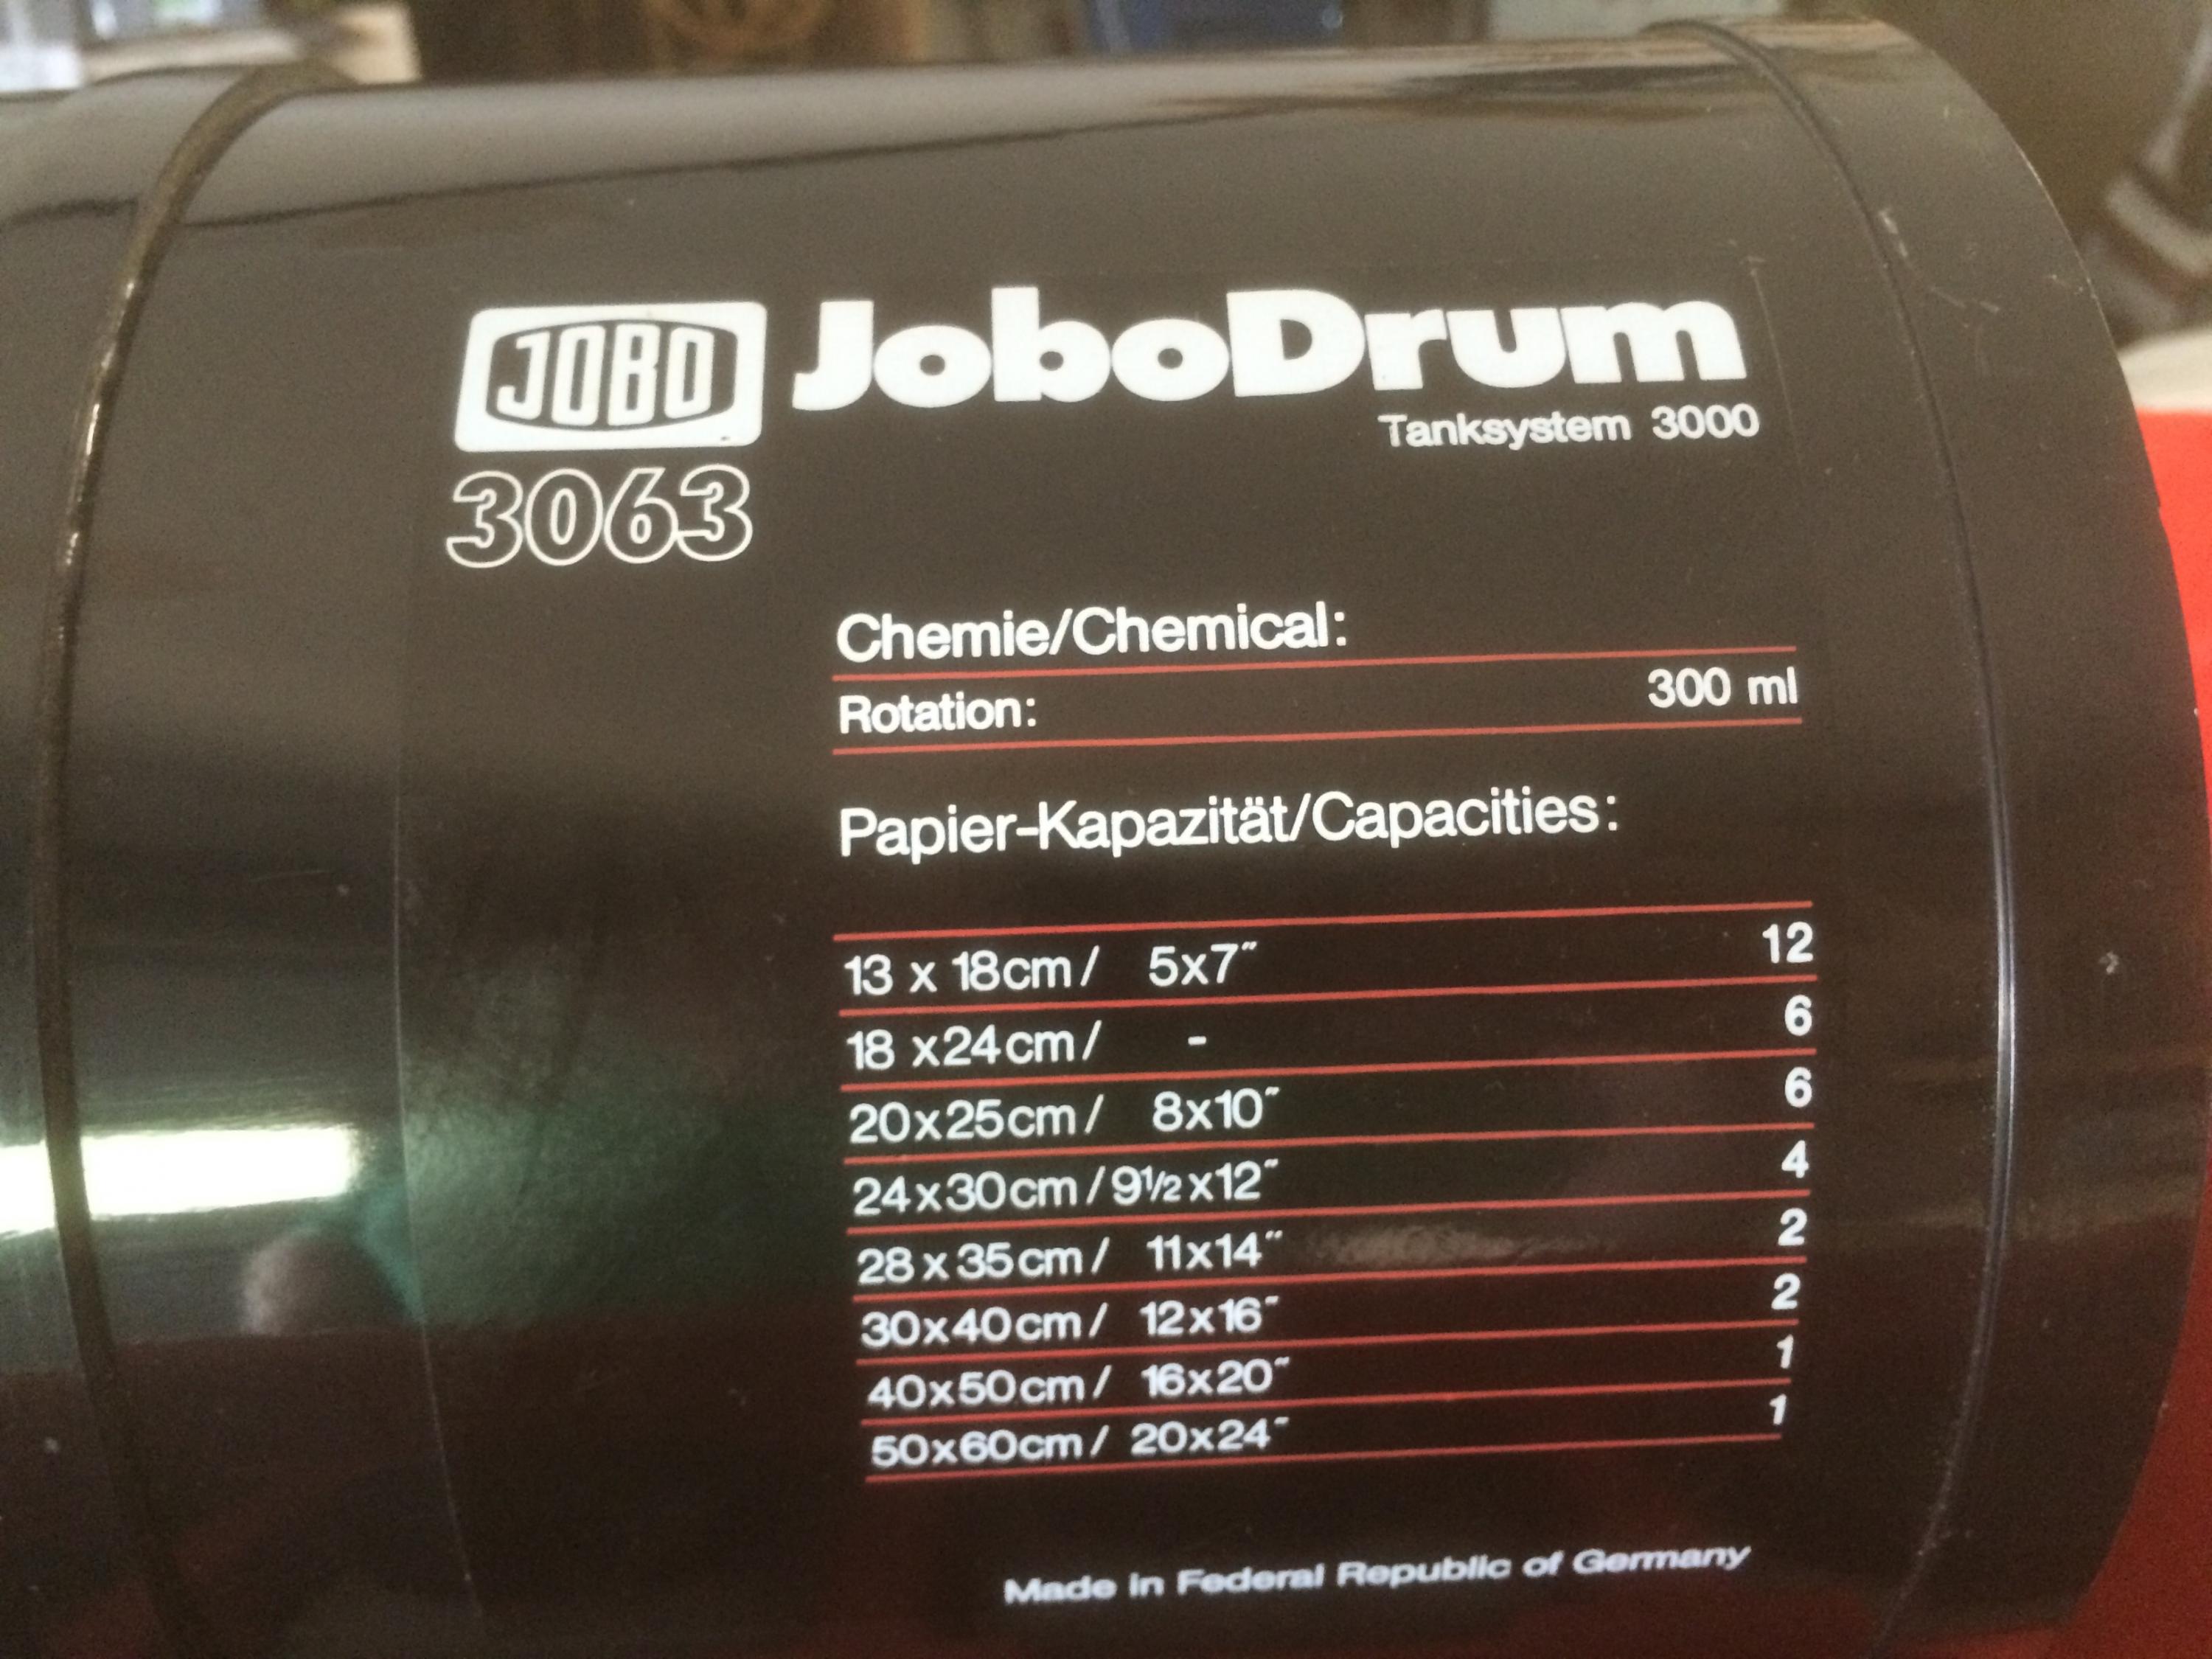 JOBO JoboDrum
Tanksystem 3000
3063
Chemie/Chemical:
Rotation: 300 ml
Papier-Kapazität/Capacities:
13 x 18cm / 5x7″ 12
18 x24cm / - 6
20x25cm / 8x10″ 6
24x30cm / 9½x12″ 4
28x35cm / 11x14″ 2
30x40cm / 12x16″ 2
40x50cm / 16x20″ 1
50x60cm / 20x24″ 1
Made in Federal Republic of Germany